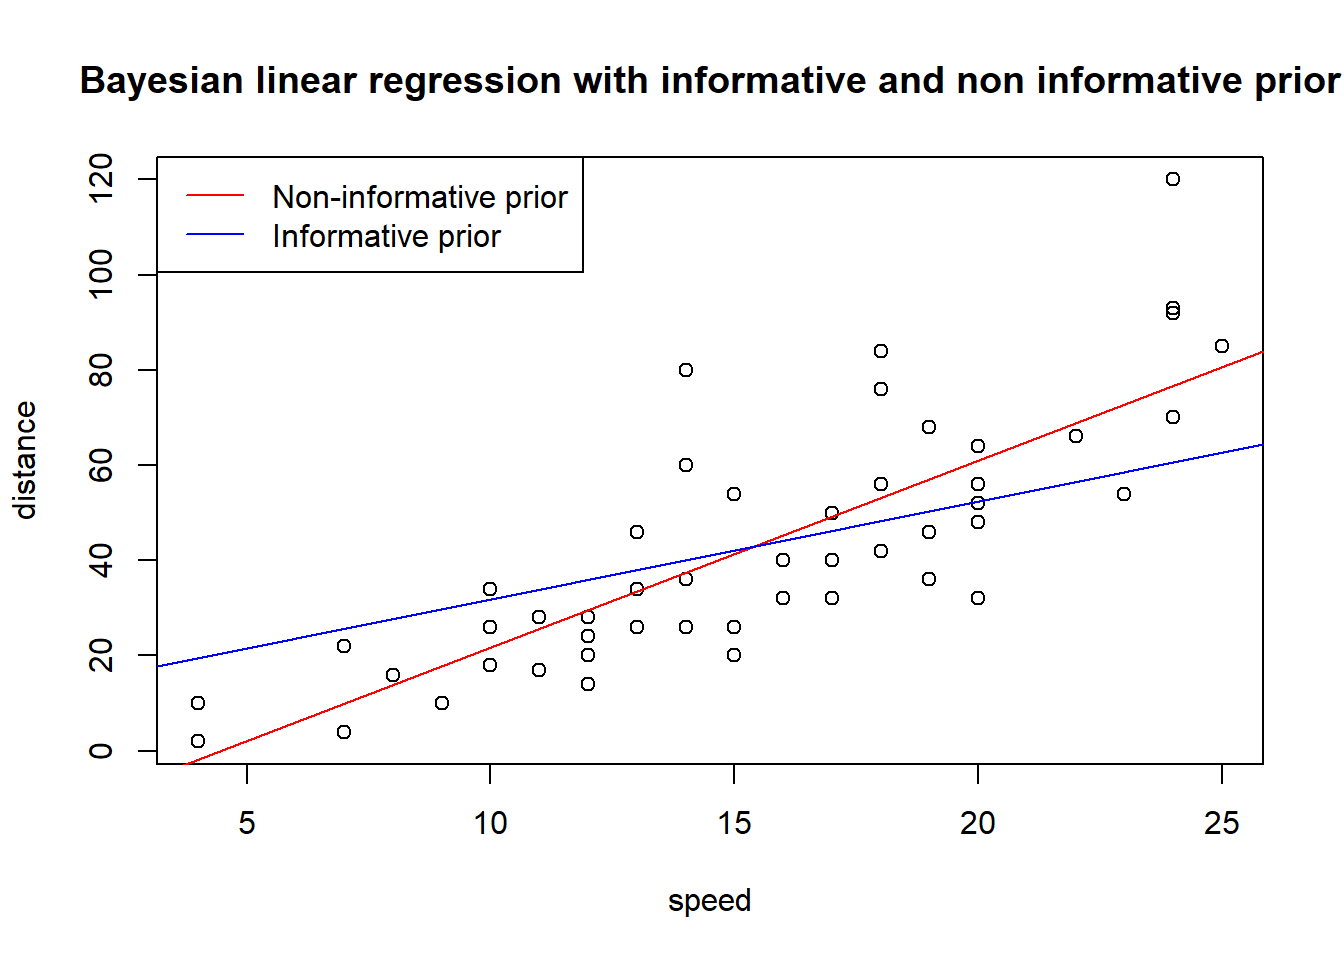 Bayesian linear regression with informative and non informative prior
Non-informative prior
Informative prior
120
100
80
60
40
20
0
distance
5 10 15 20 25
speed